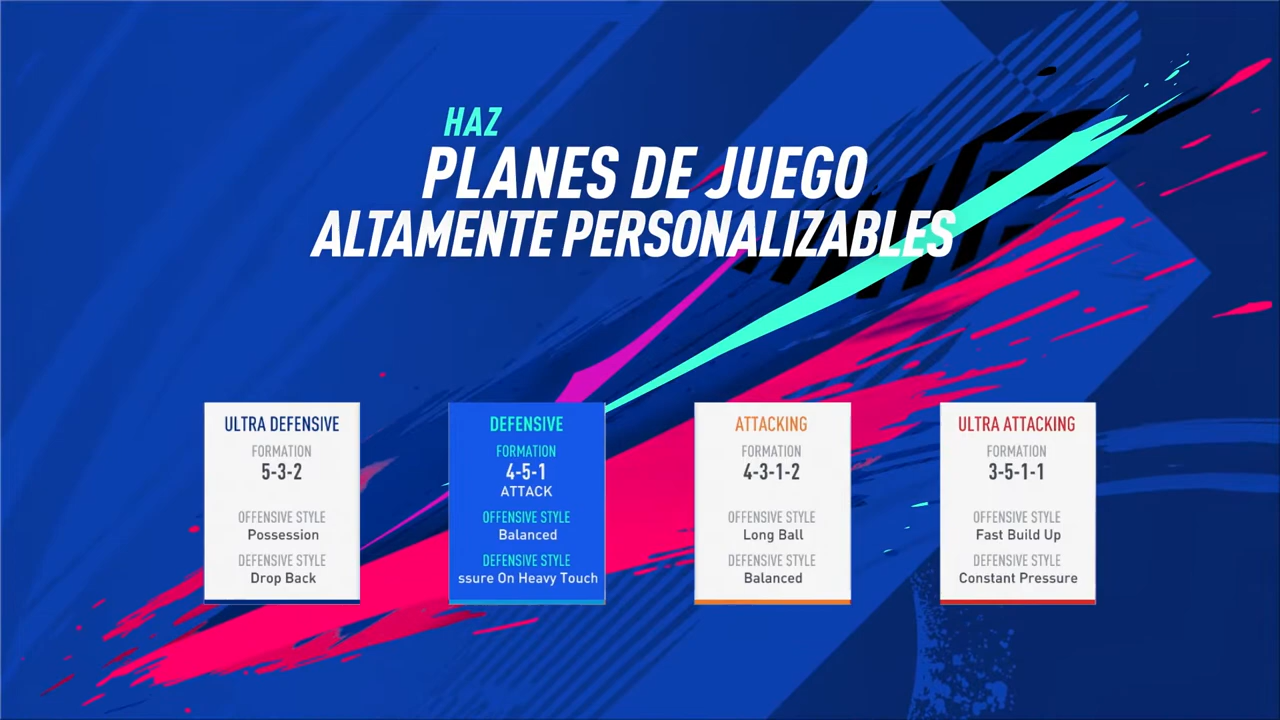 HAZ
PLANES DE JUEGO
ALTAMENTE PERSONALIZABLES
ULTRA DEFENSIVE
FORMATION
5-3-2
OFFENSIVE STYLE
Possession
DEFENSIVE STYLE
Drop Back
DEFENSIVE
FORMATION
4-5-1
ATTACK
OFFENSIVE STYLE
Balanced
DEFENSIVE STYLE
ssure On Heavy Touch
ATTACKING
FORMATION
4-3-1-2
OFFENSIVE STYLE
Long Ball
DEFENSIVE STYLE
Balanced
ULTRA ATTACKING
FORMATION
3-5-1-1
OFFENSIVE STYLE
Fast Build Up
DEFENSIVE STYLE
Constant Pressure